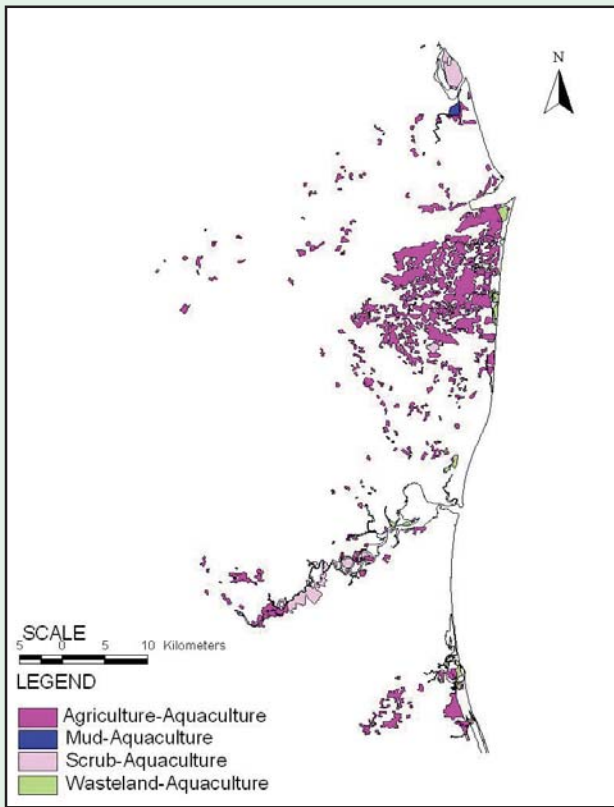 N
SCALE
5 0 5 10 Kilometers
LEGEND
Agriculture-Aquaculture
Mud-Aquaculture
Scrub-Aquaculture
Wasteland-Aquaculture